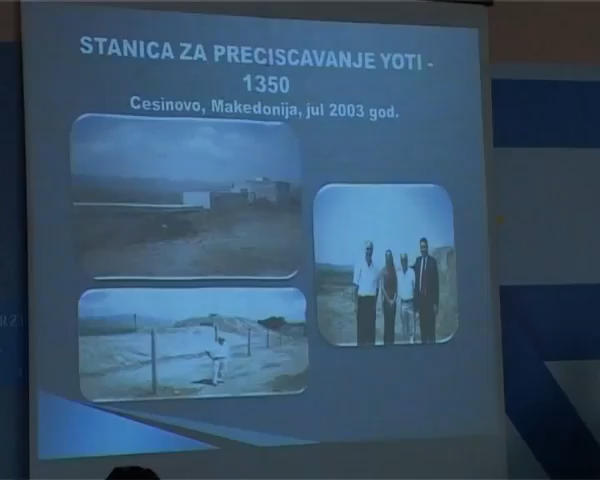 STANICA ZA PRECISCAVANJE YOTI -
1350
Cesinovo, Makedonija, jul 2003 god.